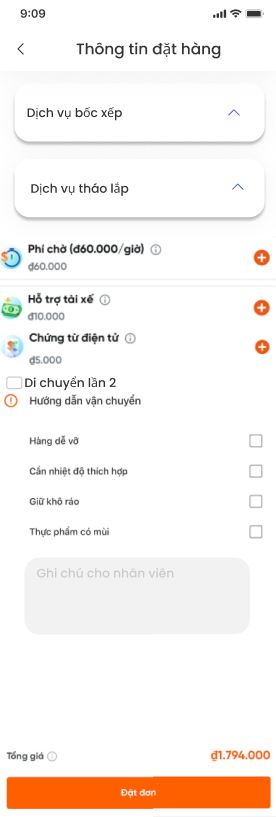 9:09
Thông tin đặt hàng
Dịch vụ bốc xếp
Dịch vụ tháo lắp
Phí chờ (đ60.000/giờ)
₫60.000
Hỗ trợ tài xế
đ10.000
Chứng từ điện tử
₫5.000
Di chuyển lần 2
Hướng dẫn vận chuyển
Hàng dễ vỡ
Cần nhiệt độ thích hợp
Giữ khô ráo
Thực phẩm có mùi
Ghi chú cho nhân viên
Tổng giá
₫1.794.000
Đặt đơn